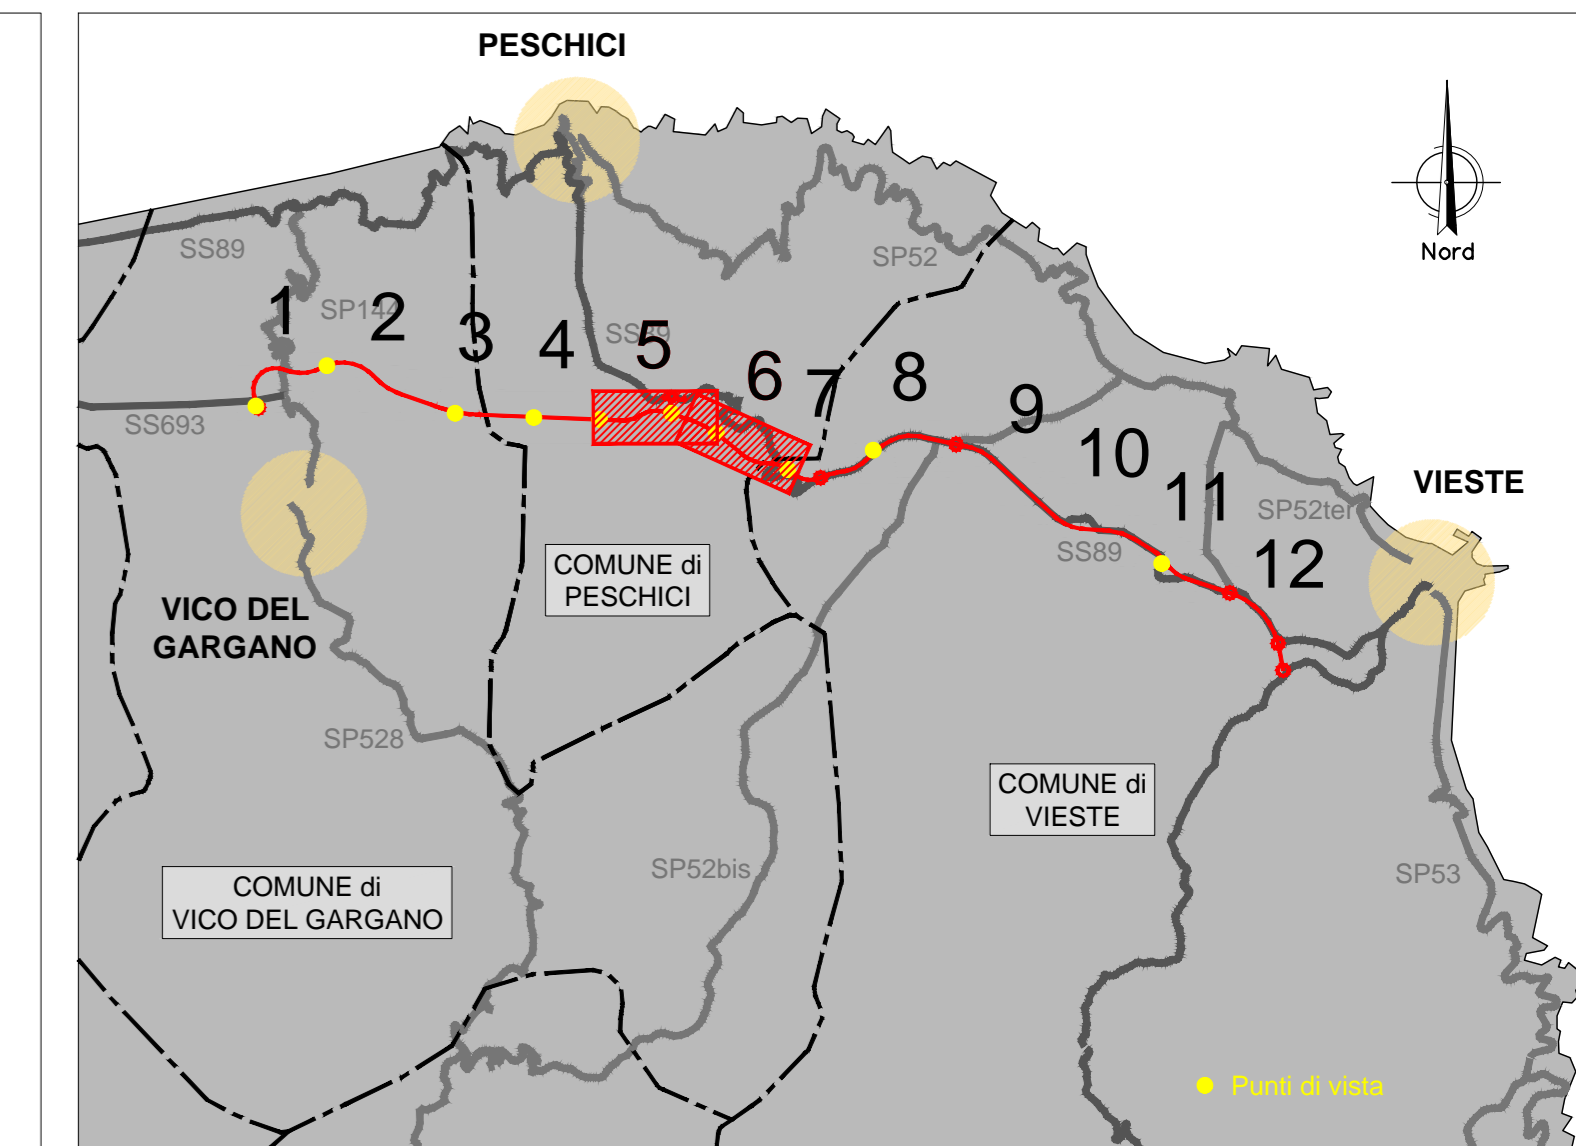 PESCHICI
Nord
SS89
SP52
1
SP144
2
3
4
SS89
5
6
7
8
9
SS693
10
11
VIESTE
SP52ter
SS89
12
COMUNE di
PESCHICI
VICO DEL
GARGANO
SP528
COMUNE di
VIESTE
SP52bis
SP53
COMUNE di
VICO DEL GARGANO
Punti di vista